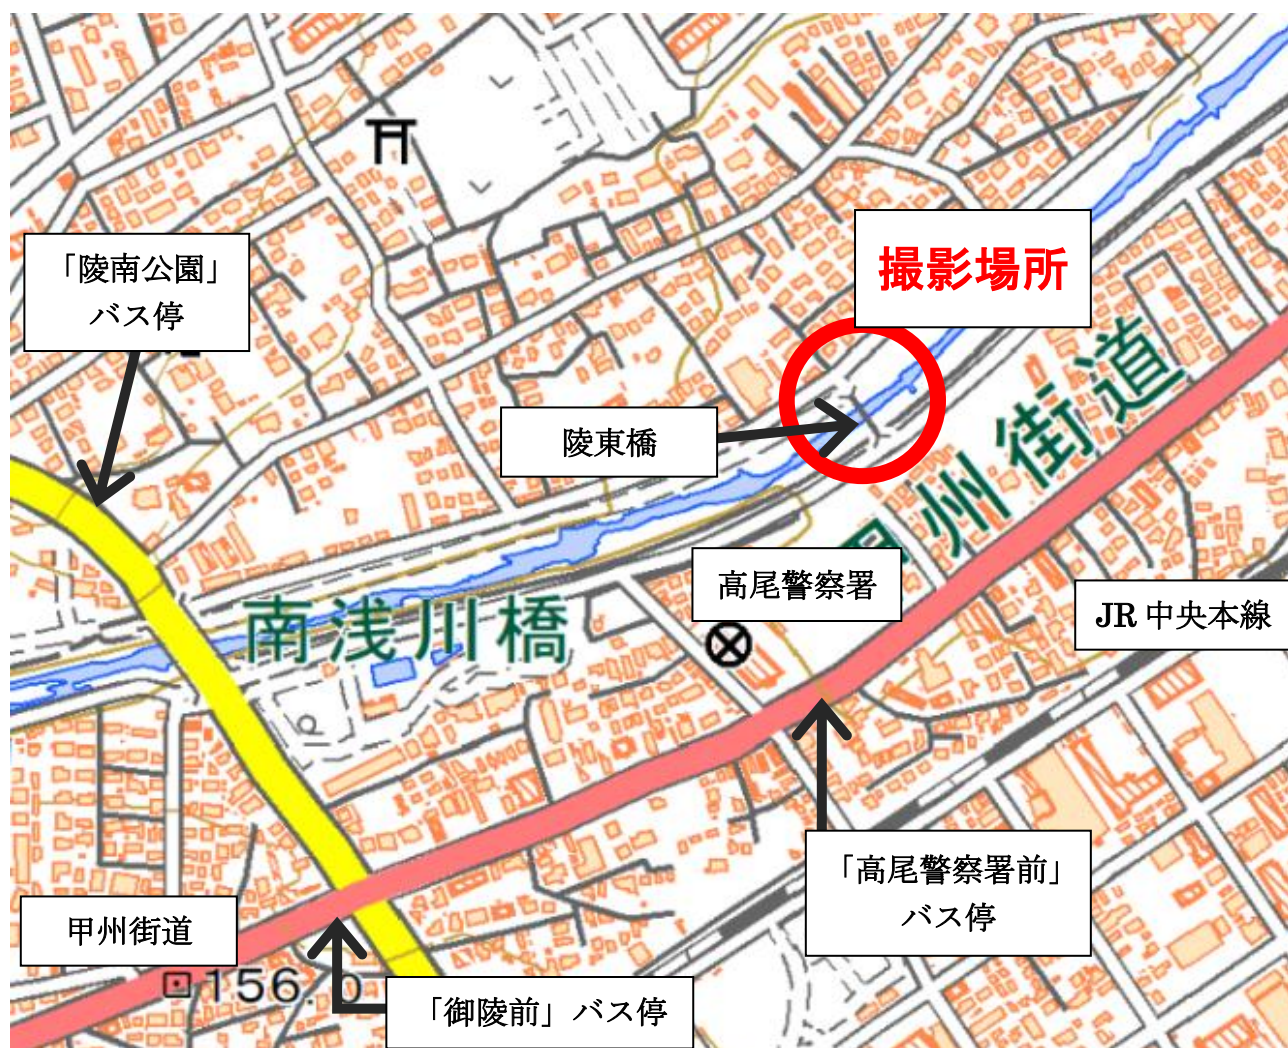 撮影場所
「陵南公園」
バス停
陵東橋
甲州街道
高尾警察署
JR 中央本線
南浅川橋
「高尾警察署前」
バス停
甲州街道
156.0
「御陵前」バス停